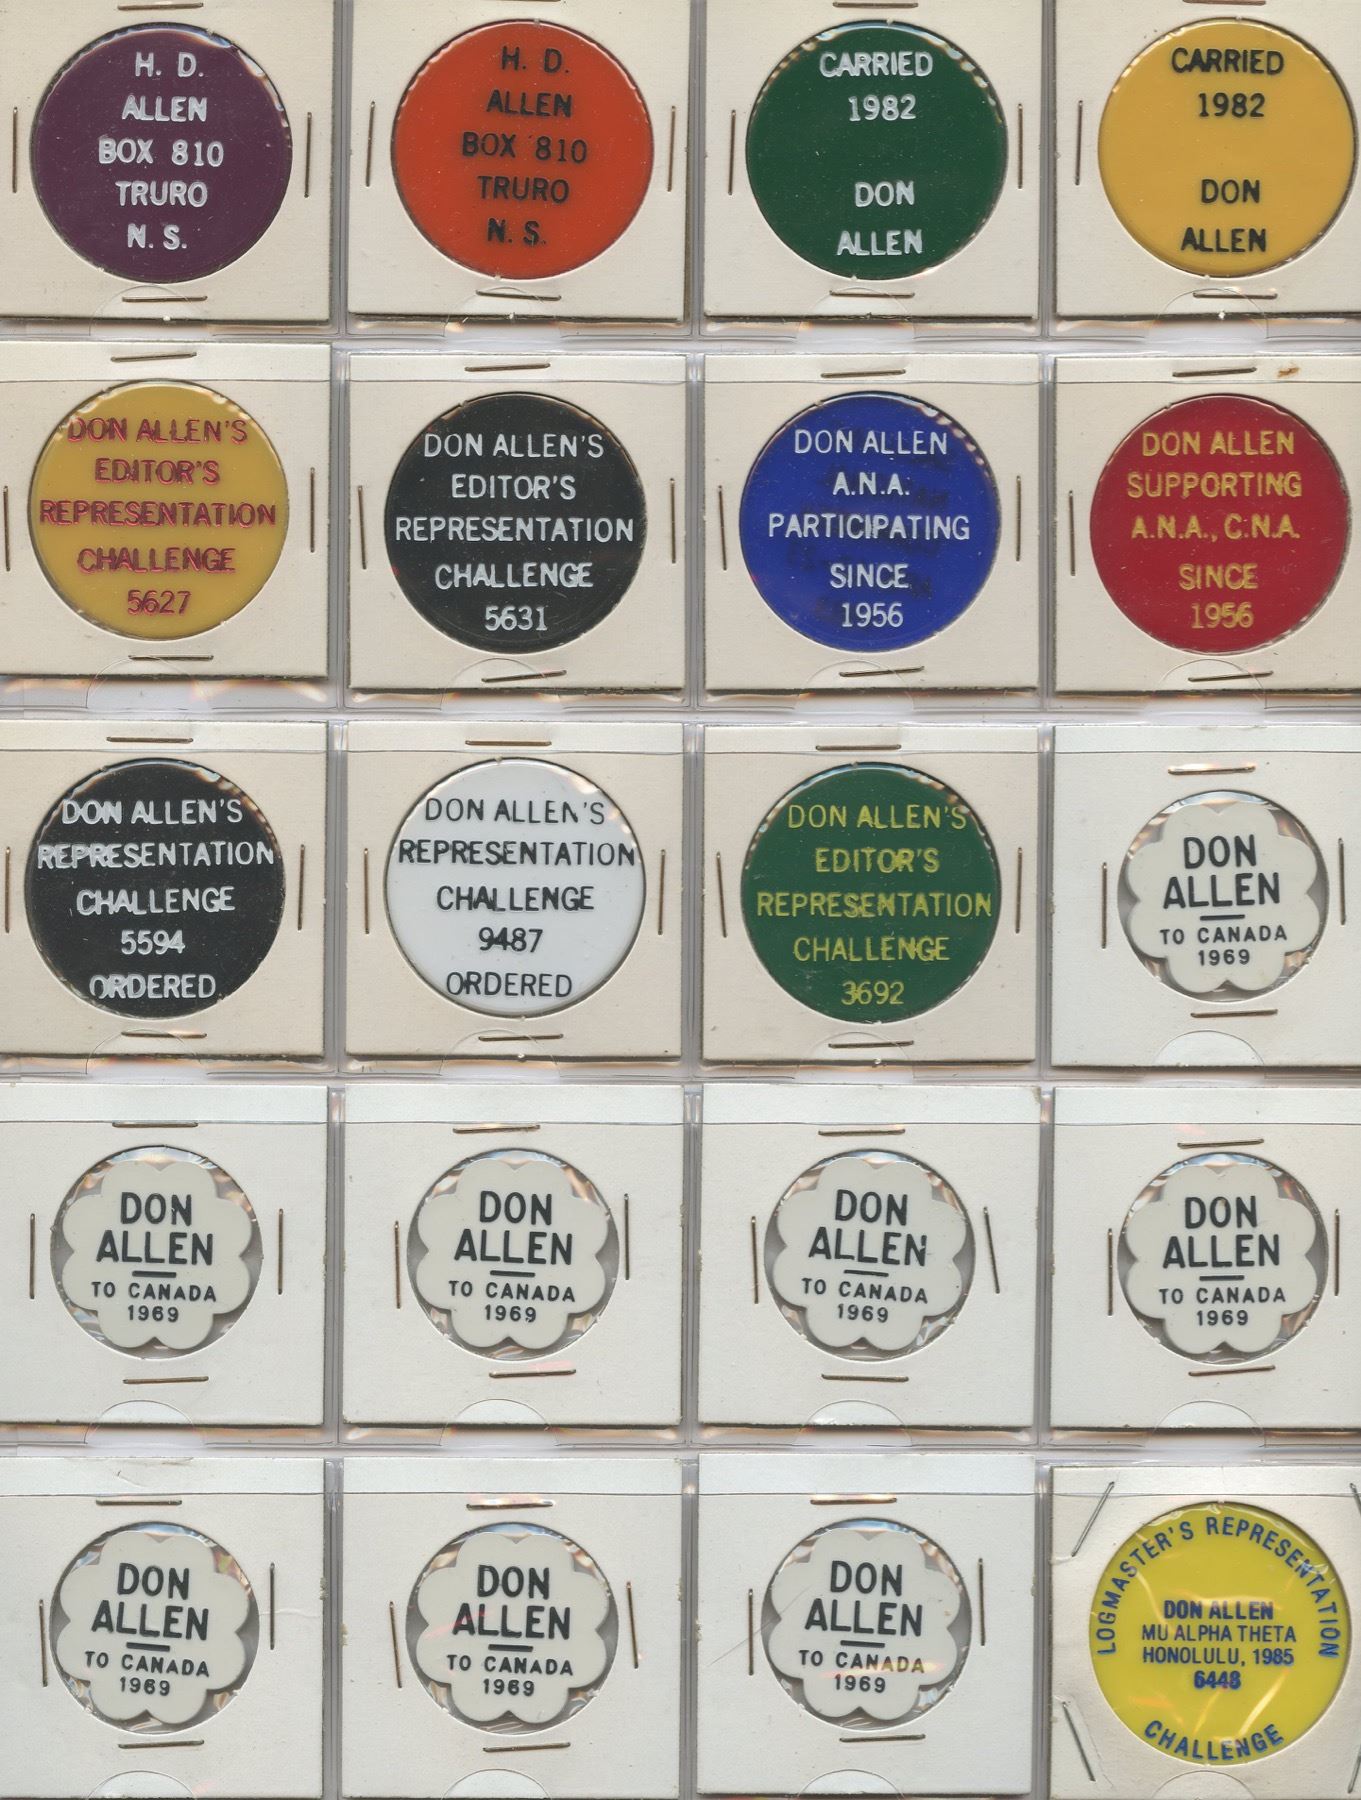 H. D.
ALLEN
BOX 810
TRURO
N. S.
H. D.
ALLEN
BOX 810
TRURO
N. S.
CARRIED
1982
DON
ALLEN
CARRIED
1982
DON
ALLEN
DON ALLEN'S
EDITOR'S
REPRESENTATION
CHALLENGE
5627
DON ALLEN'S
EDITOR'S
REPRESENTATION
CHALLENGE
5631
DON ALLEN
A.N.A.
PARTICIPATING
SINCE
1956
DON ALLEN
SUPPORTING
A.N.A., C.N.A.
SINCE
1956
DON ALLEN'S
REPRESENTATION
CHALLENGE
5594
ORDERED
DON ALLEN'S
REPRESENTATION
CHALLENGE
9487
ORDERED
DON ALLEN'S
EDITOR'S
REPRESENTATION
CHALLENGE
3692
DON
ALLEN
TO CANADA
1969
DON
ALLEN
TO CANADA
1969
DON
ALLEN
TO CANADA
1969
DON
ALLEN
TO CANADA
1969
DON
ALLEN
TO CANADA
1969
DON
ALLEN
TO CANADA
1969
DON
ALLEN
TO CANADA
1969
DON
ALLEN
TO CANADA
1969
LOGMASTER'S REPRESENTATION
DON ALLEN
MU ALPHA THETA
HONOLULU, 1985
6448
CHALLENGE